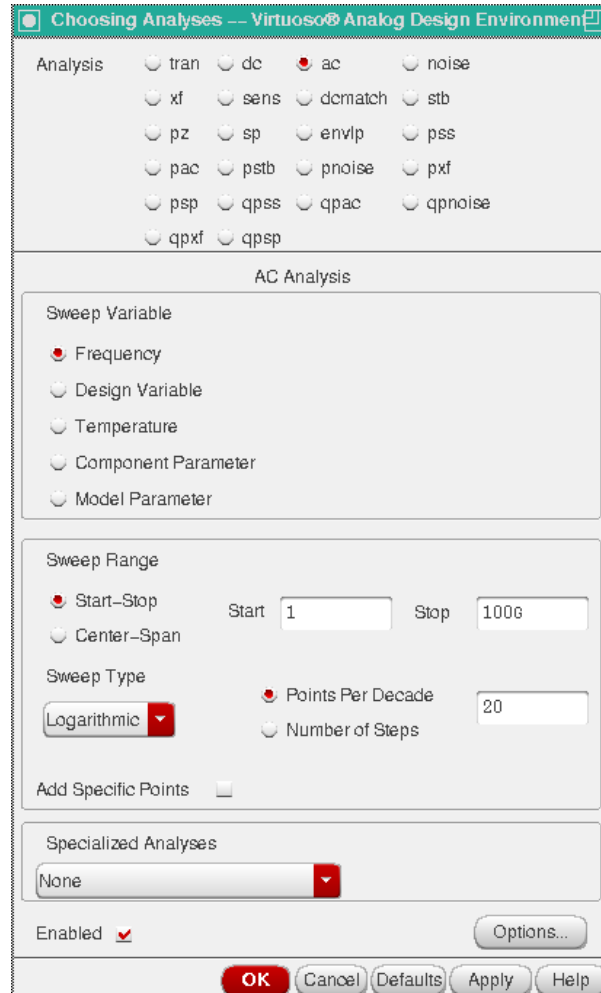 Choosing Analyses -- Virtuoso® Analog Design Environment
Analysis tran dc ac noise
xf sens dcmatch stb
pz sp envlp pss
pac pstb pnoise pxf
psp qpss qpac qpnoise
qpxf qpsp
AC Analysis
Sweep Variable
Frequency
Design Variable
Temperature
Component Parameter
Model Parameter
Sweep Range
Start-Stop Start 1 Stop 100G
Center-Span
Sweep Type
Points Per Decade 20
Logarithmic
Number of Steps
Add Specific Points
Specialized Analyses
None
Enabled Options...
OK Cancel Defaults Apply Help